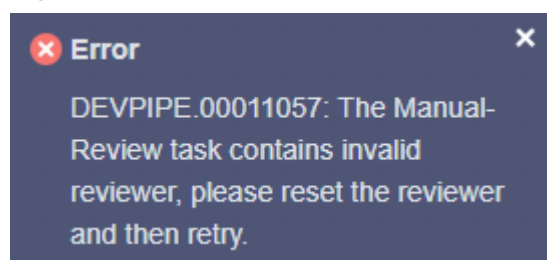 Error
DEVPIPE.00011057: The Manual-
Review task contains invalid
reviewer, please reset the reviewer
and then retry.